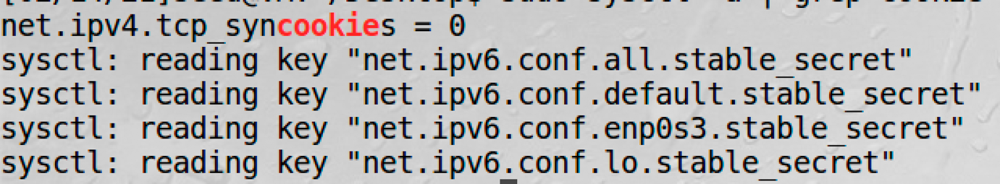 net.ipv4.tcp_syncookies = 0
sysctl: reading key "net.ipv6.conf.all.stable_secret"
sysctl: reading key "net.ipv6.conf.default.stable_secret"
sysctl: reading key "net.ipv6.conf.enp0s3.stable_secret"
sysctl: reading key "net.ipv6.conf.lo.stable_secret"